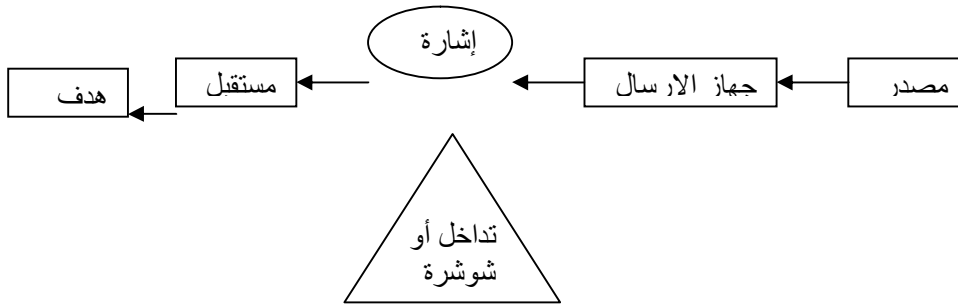 إشارة
مصدر
جهاز الارسال
مستقبل
هدف
تداخل أو
شوشرة